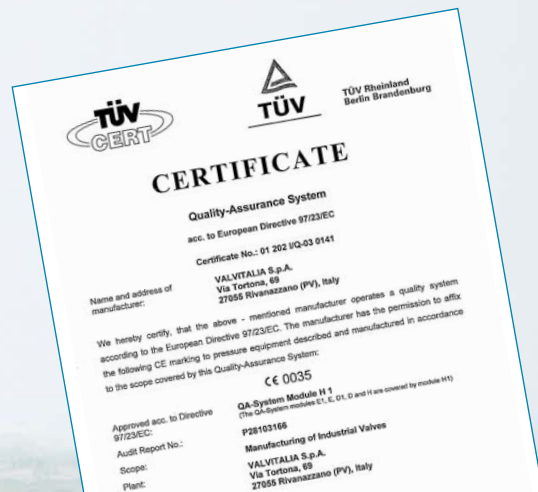 TÜV
CERT
TÜV
TÜV Rheinland
Berlin Brandenburg
CERTIFICATE
Quality-Assurance System
acc. to European Directive 97/23/EC
Certificate No.: 01 202 I/Q-03 0141
Name and address of
manufacturer:
VALVITALIA S.p.A.
Via Tortona, 69
27055 Rivanazzano (PV), Italy
We hereby certify, that the above - mentioned manufacturer operates a quality system
according to the European Directive 97/23/EC. The manufacturer has the permission to affix
the following CE marking to pressure equipment described and manufactured in accordance
to the scope covered by this Quality-Assurance System:
CE 0035
Approved acc. to Directive
97/23/EC:
QA-System Module H 1
(The QA-System modules E1, E, D1, D and H are covered by module H1)
Audit Report No.:
P28103166
Scope:
Manufacturing of Industrial Valves
Plant:
VALVITALIA S.p.A.
Via Tortona, 69
27055 Rivanazzano (PV), Italy